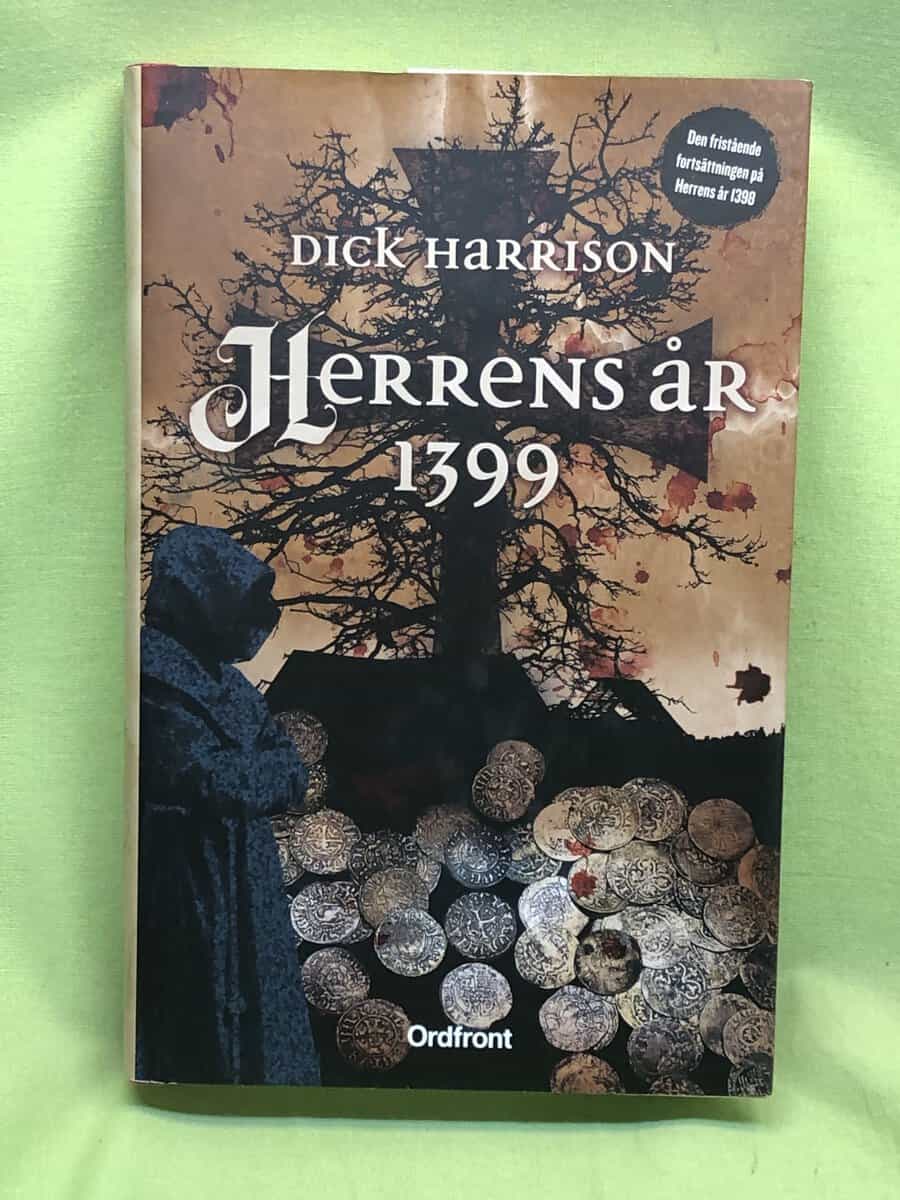 Den fristående
fortsättningen på
Herrens år 1398
Dick Harrison
Herrens år
1399
Ordfront